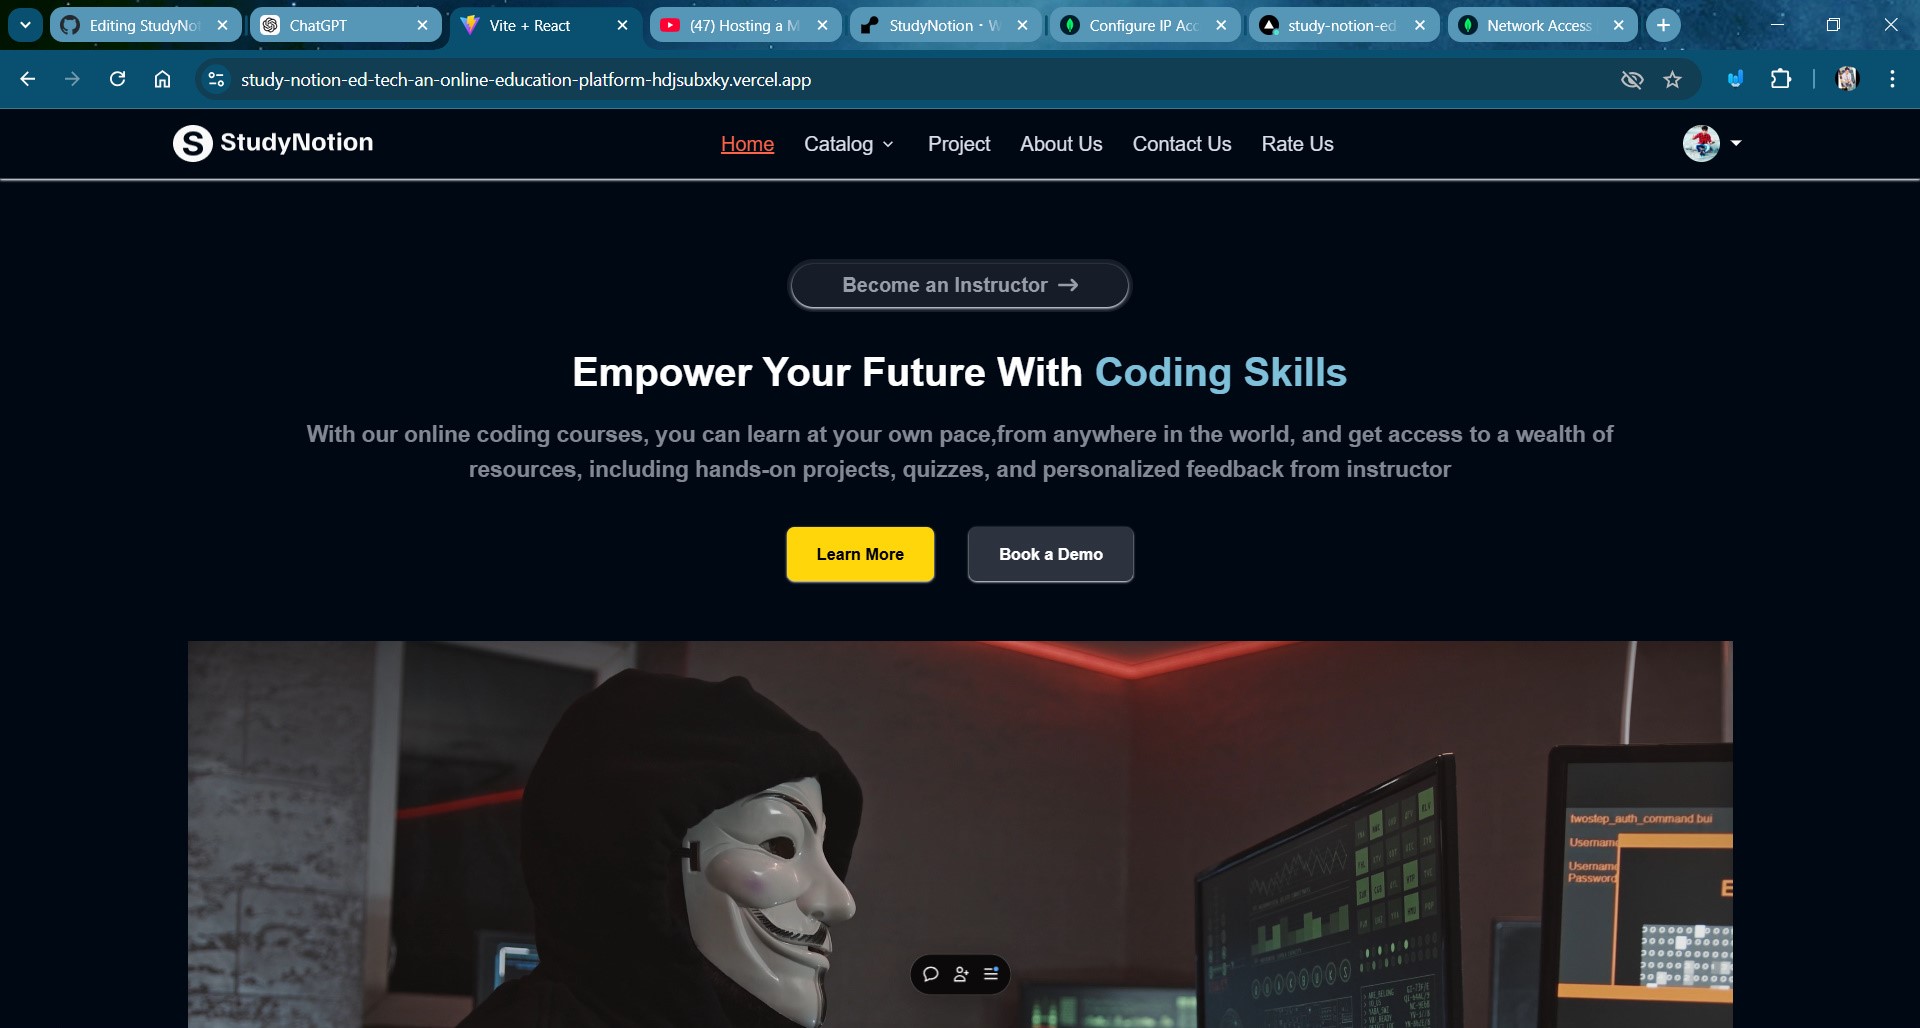 Editing StudyNo
ChatGPT
Vite + React
(47) Hosting a M
StudyNotion · W
Configure IP Acc
study-notion-ed
Network Access
study-notion-ed-tech-an-online-education-platform-hdjsubxky.vercel.app
S StudyNotion
Home
Catalog
Project
About Us
Contact Us
Rate Us
Become an Instructor →
Empower Your Future With Coding Skills
With our online coding courses, you can learn at your own pace,from anywhere in the world, and get access to a wealth of
resources, including hands-on projects, quizzes, and personalized feedback from instructor
Learn More
Book a Demo
twostep_auth_command.bui
Username
Username
Password
E